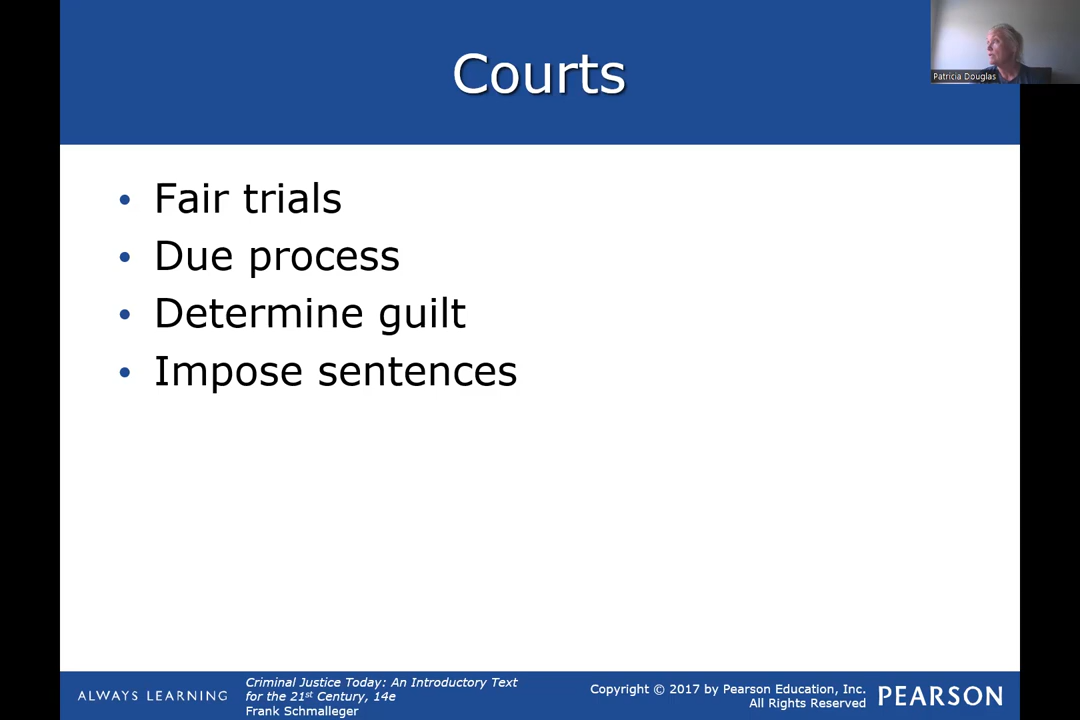 Courts
Patricia Douglas
• Fair trials
• Due process
• Determine guilt
• Impose sentences
ALWAYS LEARNING
Criminal Justice Today: An Introductory Text
for the 21st Century, 14e
Frank Schmalleger
Copyright © 2017 by Pearson Education, Inc.
All Rights Reserved
PEARSON